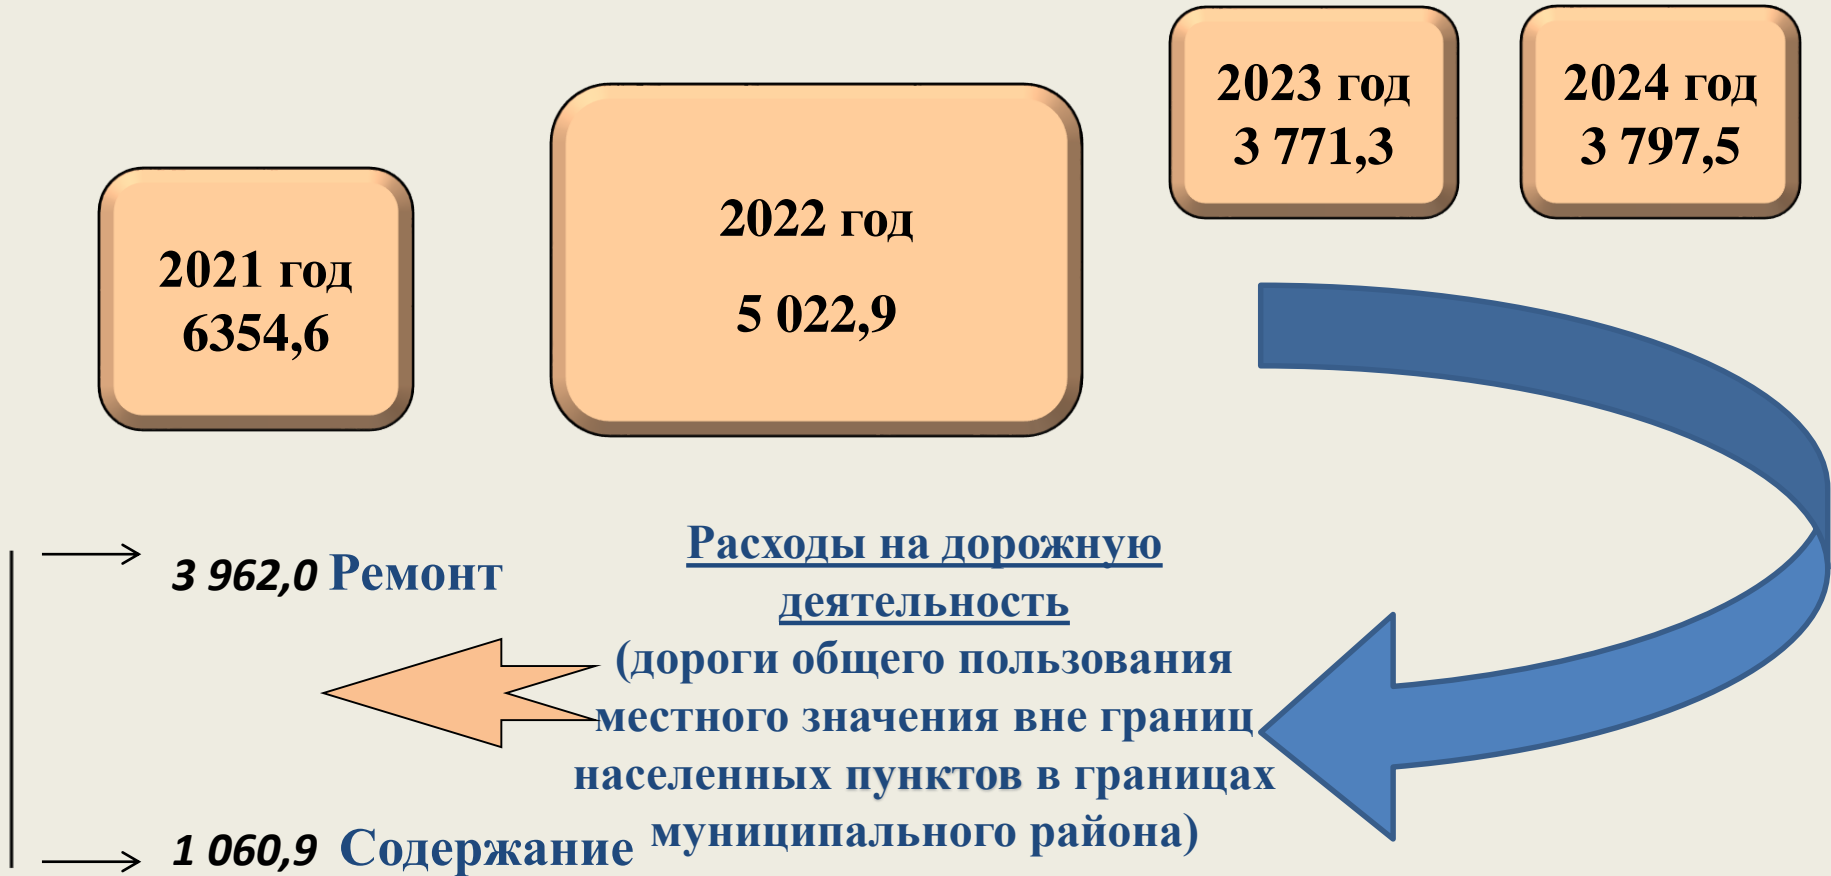 2021 год
6354,6
2022 год
5 022,9
2023 год
3 771,3
2024 год
3 797,5
Расходы на дорожную
деятельность
(дороги общего пользования
местного значения вне границ
населенных пунктов в границах
муниципального района)
3 962,0 Ремонт
1 060,9 Содержание